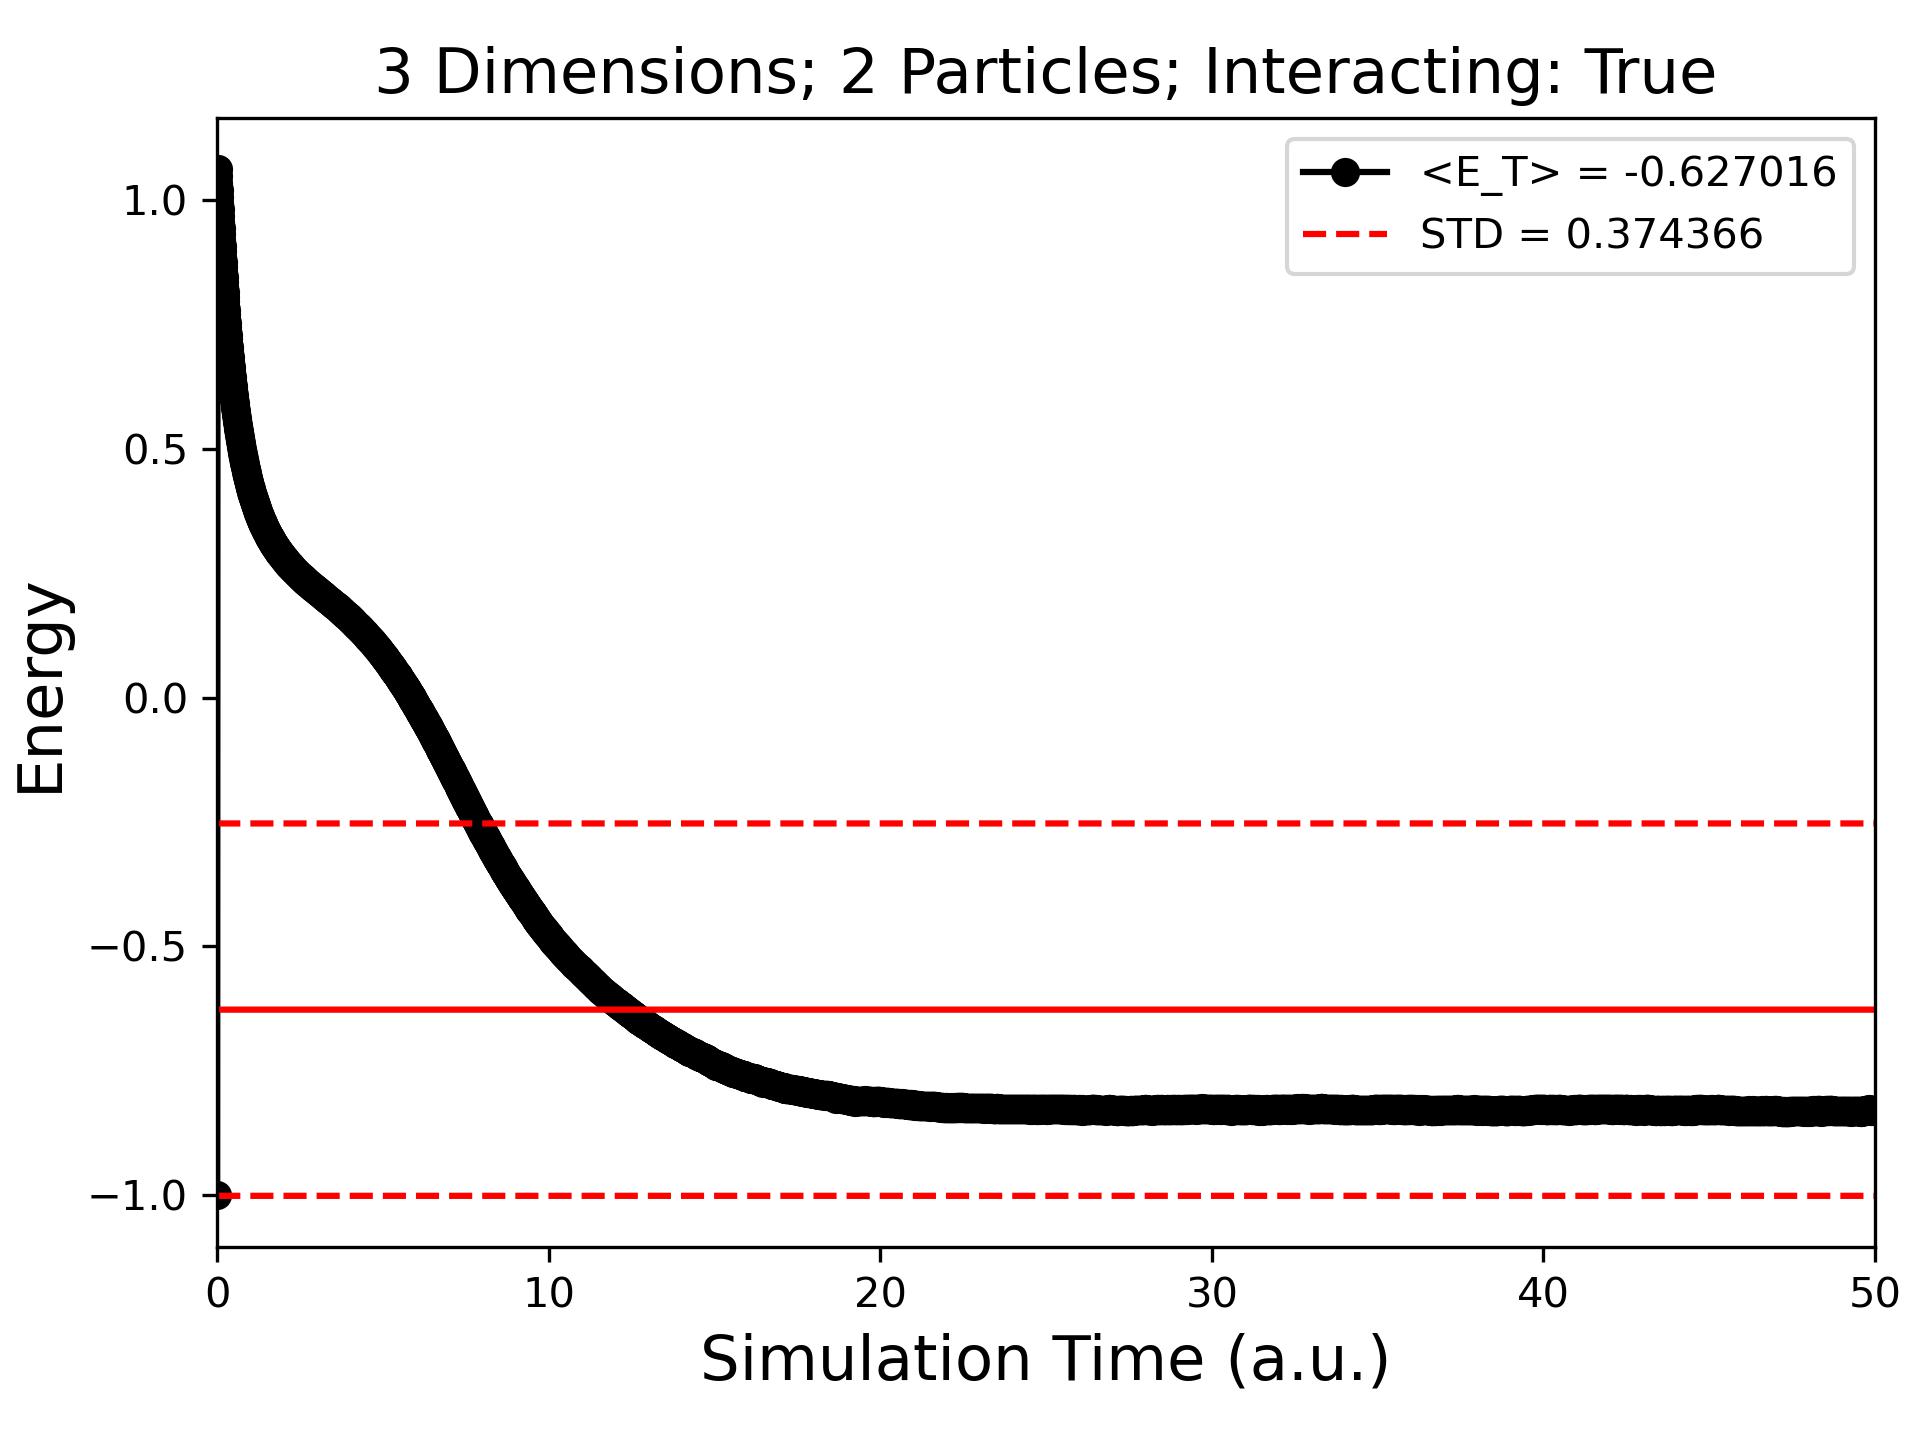 3 Dimensions; 2 Particles; Interacting: True
<E_T> = -0.627016
STD = 0.374366
1.0
0.5
0.0
−0.5
−1.0
Energy
0
10
20
30
40
50
Simulation Time (a.u.)